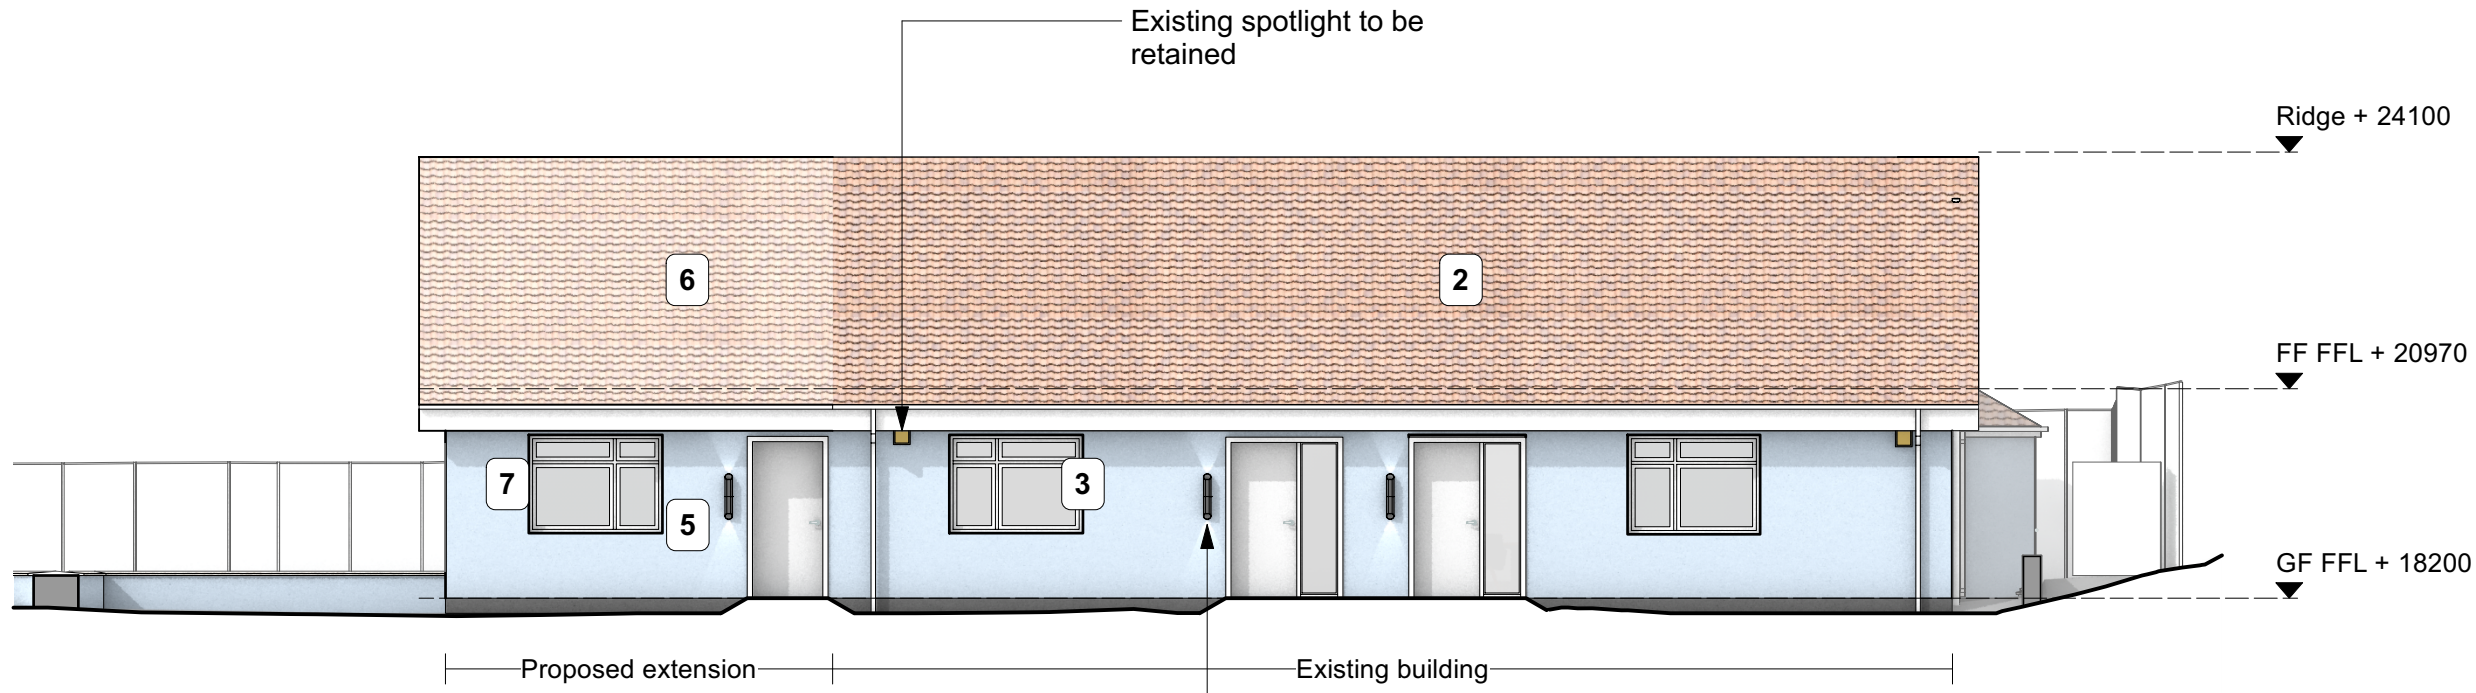 Existing spotlight to be
retained
Ridge + 24100
6
2
FF FFL + 20970
7
3
5
GF FFL + 18200
Proposed extension
Existing building